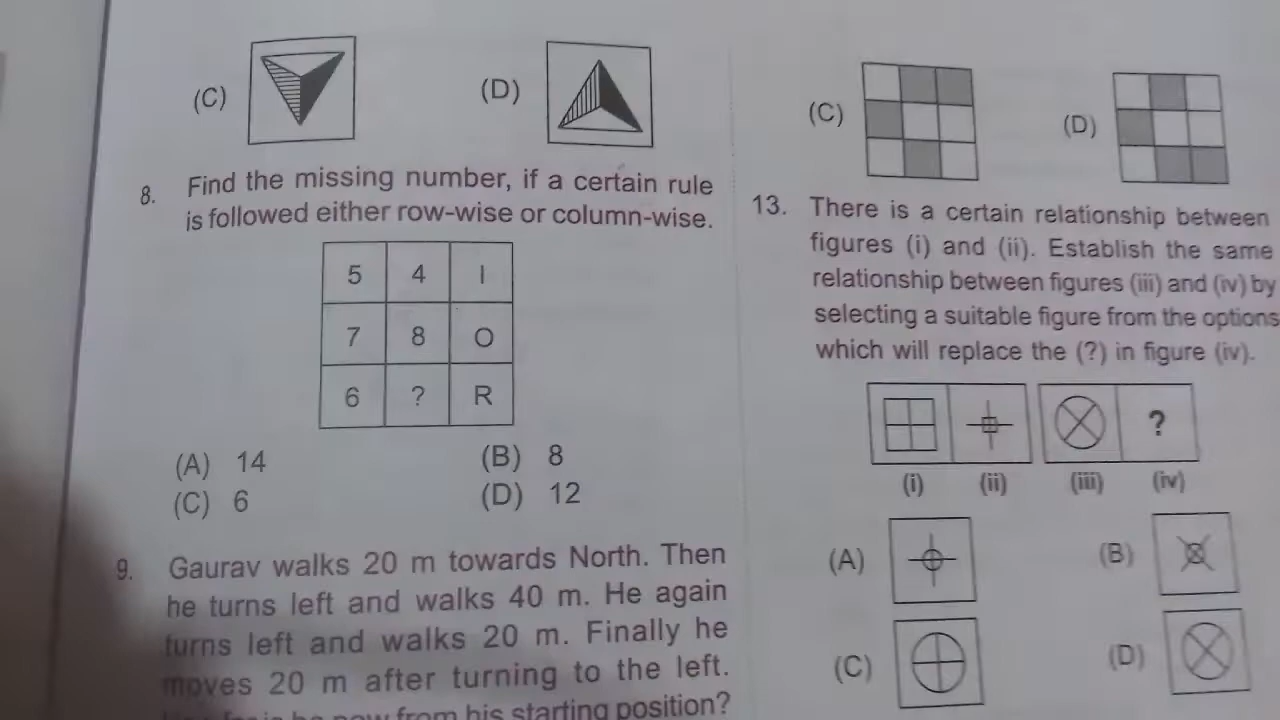 (C)
(D)
8. Find the missing number, if a certain rule
is followed either row-wise or column-wise.
5 4 I
7 8 O
6 ? R
(A) 14
(B) 8
(C) 6
(D) 12
9. Gaurav walks 20 m towards North. Then
he turns left and walks 40 m. He again
turns left and walks 20 m. Finally he
moves 20 m after turning to the left.
he now from his starting position?
(C)
(D)
13. There is a certain relationship between
figures (i) and (ii). Establish the same
relationship between figures (iii) and (iv) by
selecting a suitable figure from the options
which will replace the (?) in figure (iv).
?
(i) (ii) (iii) (iv)
(A)
(B)
(C)
(D)